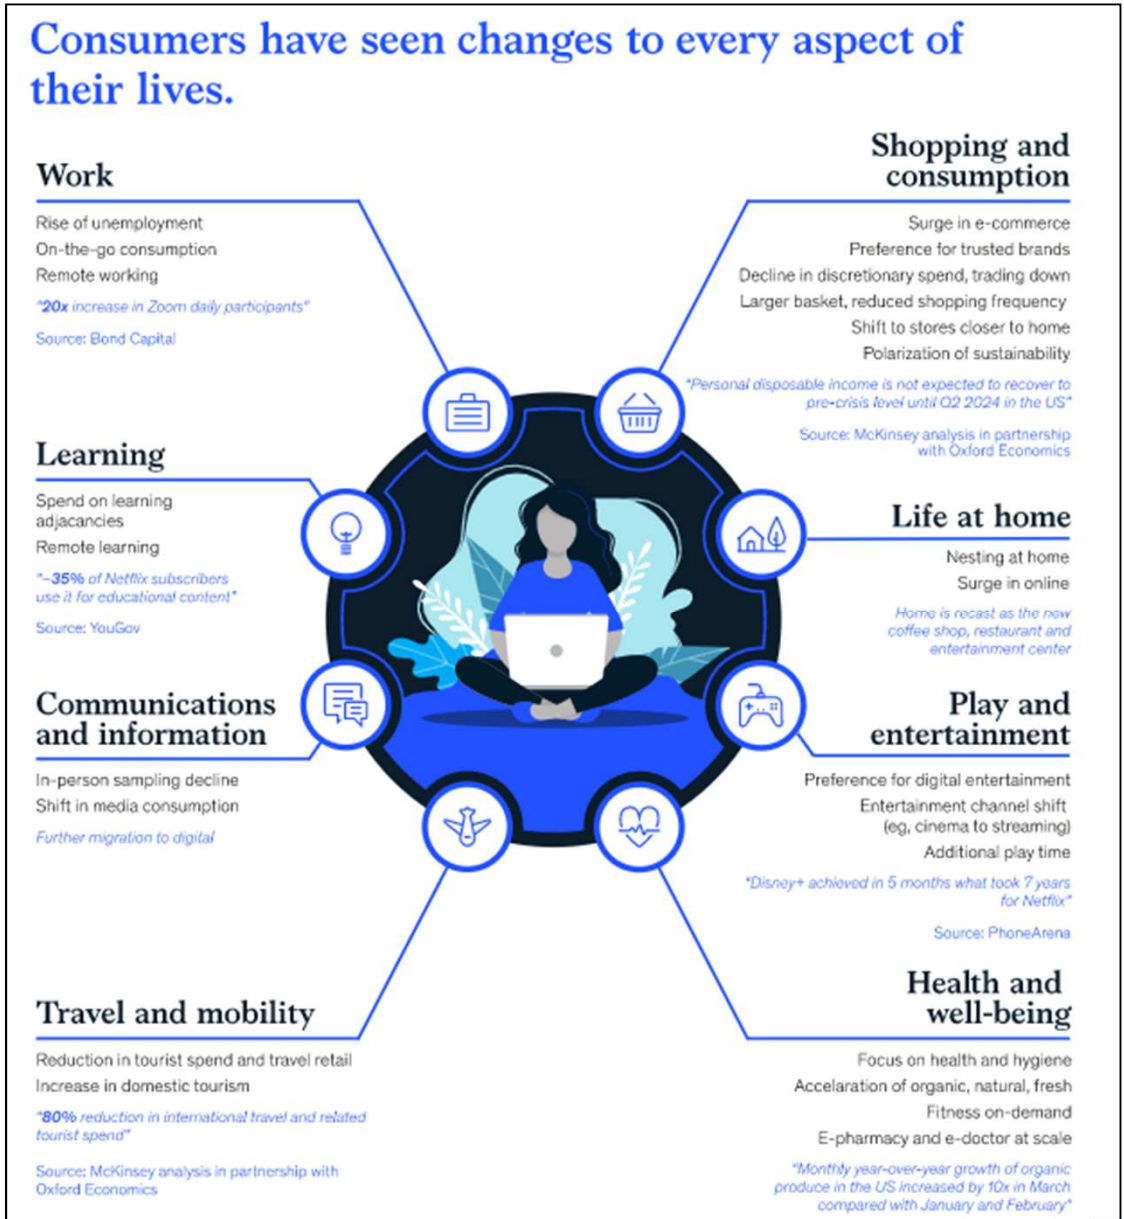 Consumers have seen changes to every aspect of
their lives.
Work
Rise of unemployment
On-the-go consumption
Remote working
"20x increase in Zoom daily participants"
Source: Bond Capital
Learning
Spend on learning
adjacancies
Remote learning
"~35% of Netflix subscribers
use it for educational content"
Source: YouGov
Communications
and information
In-person sampling decline
Shift in media consumption
Further migration to digital
Travel and mobility
Reduction in tourist spend and travel retail
Increase in domestic tourism
"80% reduction in international travel and related
tourist spend"
Source: McKinsey analysis in partnership with
Oxford Economics
Shopping and
consumption
Surge in e-commerce
Preference for trusted brands
Decline in discretionary spend, trading down
Larger basket, reduced shopping frequency
Shift to stores closer to home
Polarization of sustainability
"Personal disposable income is not expected to recover to
pre-crisis level until Q2 2024 in the US"
Source: McKinsey analysis in partnership
with Oxford Economics
Life at home
Nesting at home
Surge in online
Home is recast as the new
coffee shop, restaurant and
entertainment center
Play and
entertainment
Preference for digital entertainment
Entertainment channel shift
(eg, cinema to streaming)
Additional play time
"Disney+ achieved in 5 months what took 7 years
for Netflix"
Source: PhoneArena
Health and
well-being
Focus on health and hygiene
Accelaration of organic, natural, fresh
Fitness on-demand
E-pharmacy and e-doctor at scale
"Monthly year-over-year growth of organic
produce in the US increased by 10x in March
compared with January and February"